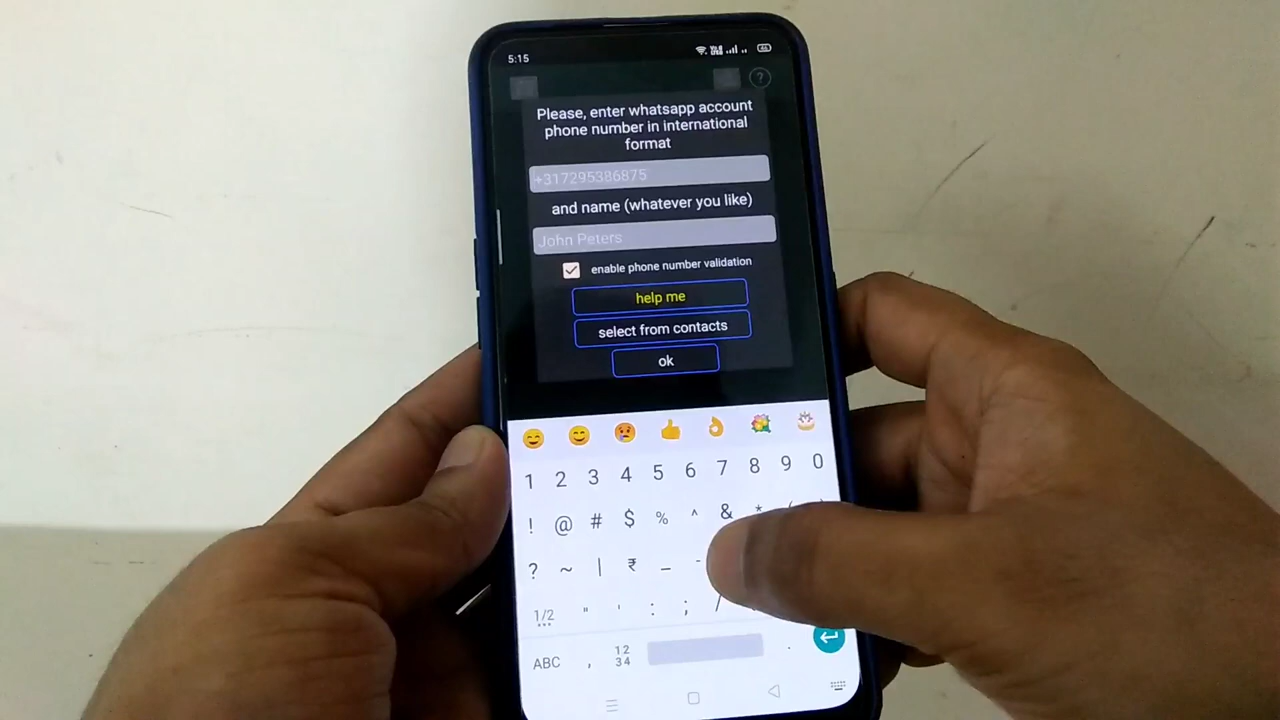 5:15
?
Please, enter whatsapp account
phone number in international
format
+317295386875
and name (whatever you like)
John Peters
enable phone number validation
help me
select from contacts
ok
1 2 3 4 5 6 7 8 9 0
! @ # $ % ^ & *
? ~ | ₹ _
1/2 " ' : ; /
ABC , 12 34 .